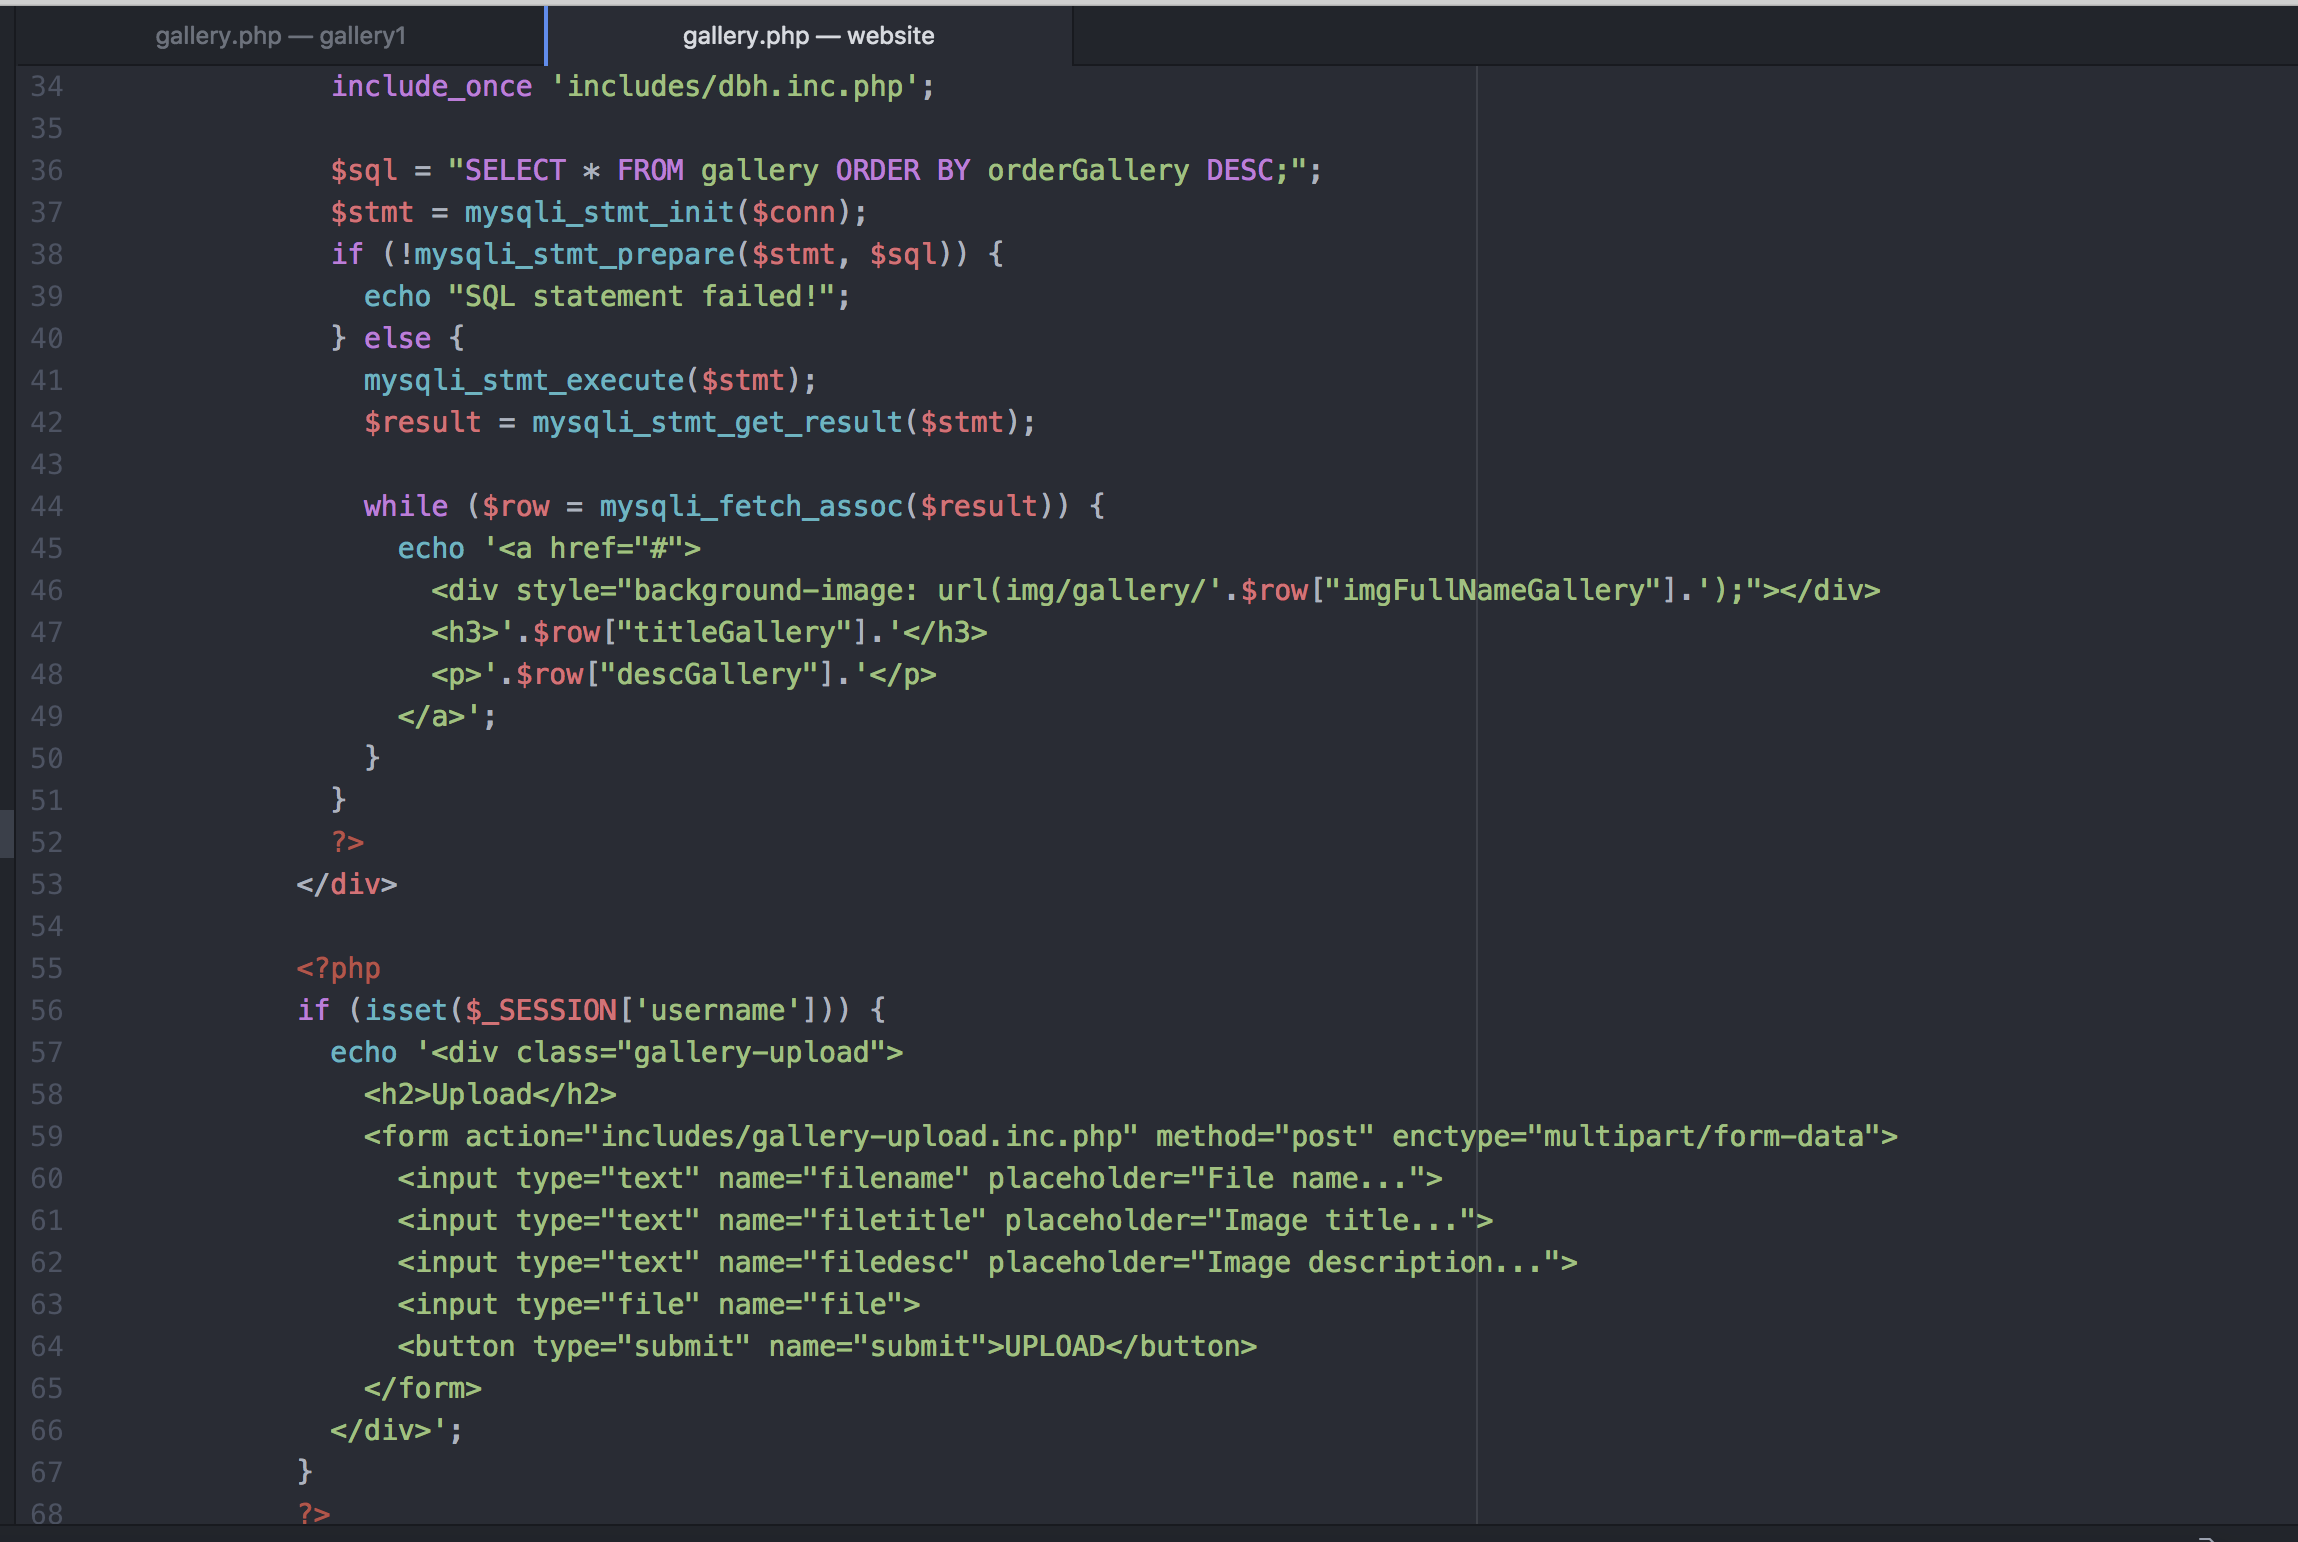 gallery.php — gallery1
gallery.php — website
34 include_once 'includes/dbh.inc.php';
35
36 $sql = "SELECT * FROM gallery ORDER BY orderGallery DESC;";
37 $stmt = mysqli_stmt_init($conn);
38 if (!mysqli_stmt_prepare($stmt, $sql)) {
39 echo "SQL statement failed!";
40 } else {
41 mysqli_stmt_execute($stmt);
42 $result = mysqli_stmt_get_result($stmt);
43
44 while ($row = mysqli_fetch_assoc($result)) {
45 echo '<a href="#">
46 <div style="background-image: url(img/gallery/'.$row["imgFullNameGallery"].');"></div>
47 <h3>'.$row["titleGallery"].'</h3>
48 <p>'.$row["descGallery"].'</p>
49 </a>';
50 }
51 }
52 ?>
53 </div>
54
55 <?php
56 if (isset($_SESSION['username'])) {
57 echo '<div class="gallery-upload">
58 <h2>Upload</h2>
59 <form action="includes/gallery-upload.inc.php" method="post" enctype="multipart/form-data">
60 <input type="text" name="filename" placeholder="File name...">
61 <input type="text" name="filetitle" placeholder="Image title...">
62 <input type="text" name="filedesc" placeholder="Image description...">
63 <input type="file" name="file">
64 <button type="submit" name="submit">UPLOAD</button>
65 </form>
66 </div>';
67 }
68 ?>